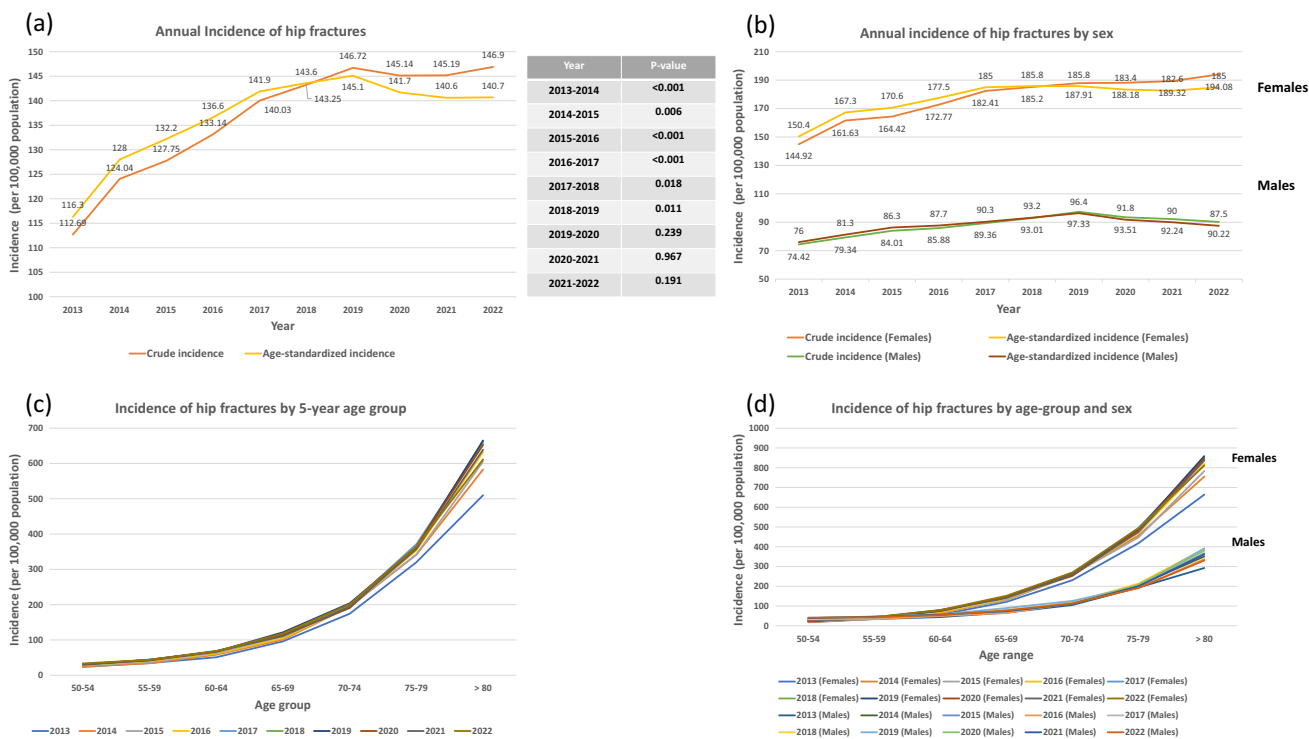 (a)
Annual Incidence of hip fractures
Incidence (per 100,000 population)
150
145
140
135
130
125
120
115
110
105
100
116.3
128
132.2
136.6
141.9
143.6
145.1
141.7
140.6
140.7
112.69
124.04
127.75
133.14
140.03
143.25
146.72
145.14
145.19
146.9
2013 2014 2015 2016 2017 2018 2019 2020 2021 2022
Year
Crude incidence Age-standardized incidence
Year P-value
2013-2014 <0.001
2014-2015 0.006
2015-2016 <0.001
2016-2017 <0.001
2017-2018 0.018
2018-2019 0.011
2019-2020 0.239
2020-2021 0.967
2021-2022 0.191
(b)
Annual incidence of hip fractures by sex
Incidence (per 100,000 population)
210
190
170
150
130
110
90
70
50
150.4 167.3 170.6 177.5 185 185.8 185.8 183.4 182.6 185
144.92 161.63 164.42 172.77 182.41 185.2 187.91 188.18 189.32 194.08
Females
Males
76 81.3 86.3 87.7 90.3 93.2 96.4 91.8 90 87.5
74.42 79.34 84.01 85.88 89.36 93.01 97.33 93.51 92.24 90.22
2013 2014 2015 2016 2017 2018 2019 2020 2021 2022
Year
Crude incidence (Females) Age-standardized incidence (Females)
Crude incidence (Males) Age-standardized incidence (Males)
(c)
Incidence of hip fractures by 5-year age group
Incidence (per 100,000 population)
700
600
500
400
300
200
100
0
50-54 55-59 60-64 65-69 70-74 75-79 > 80
Age group
2013 2014 2015 2016 2017 2018 2019 2020 2021 2022
(d)
Incidence of hip fractures by age-group and sex
Incidence (per 100,000 population)
1000
900
800
700
600
500
400
300
200
100
0
Females
Males
50-54 55-59 60-64 65-69 70-74 75-79 > 80
Age range
2013 (Females) 2014 (Females) 2015 (Females) 2016 (Females) 2017 (Females)
2018 (Females) 2019 (Females) 2020 (Females) 2021 (Females) 2022 (Females)
2013 (Males) 2014 (Males) 2015 (Males) 2016 (Males) 2017 (Males)
2018 (Males) 2019 (Males) 2020 (Males) 2021 (Males) 2022 (Males)